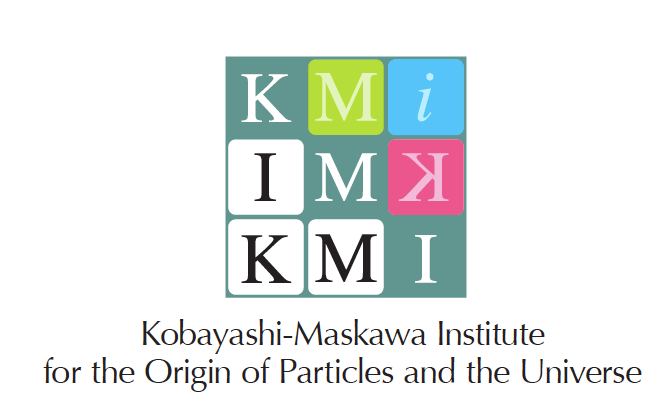 K M i
I M K
K M I
Kobayashi-Maskawa Institute
for the Origin of Particles and the Universe